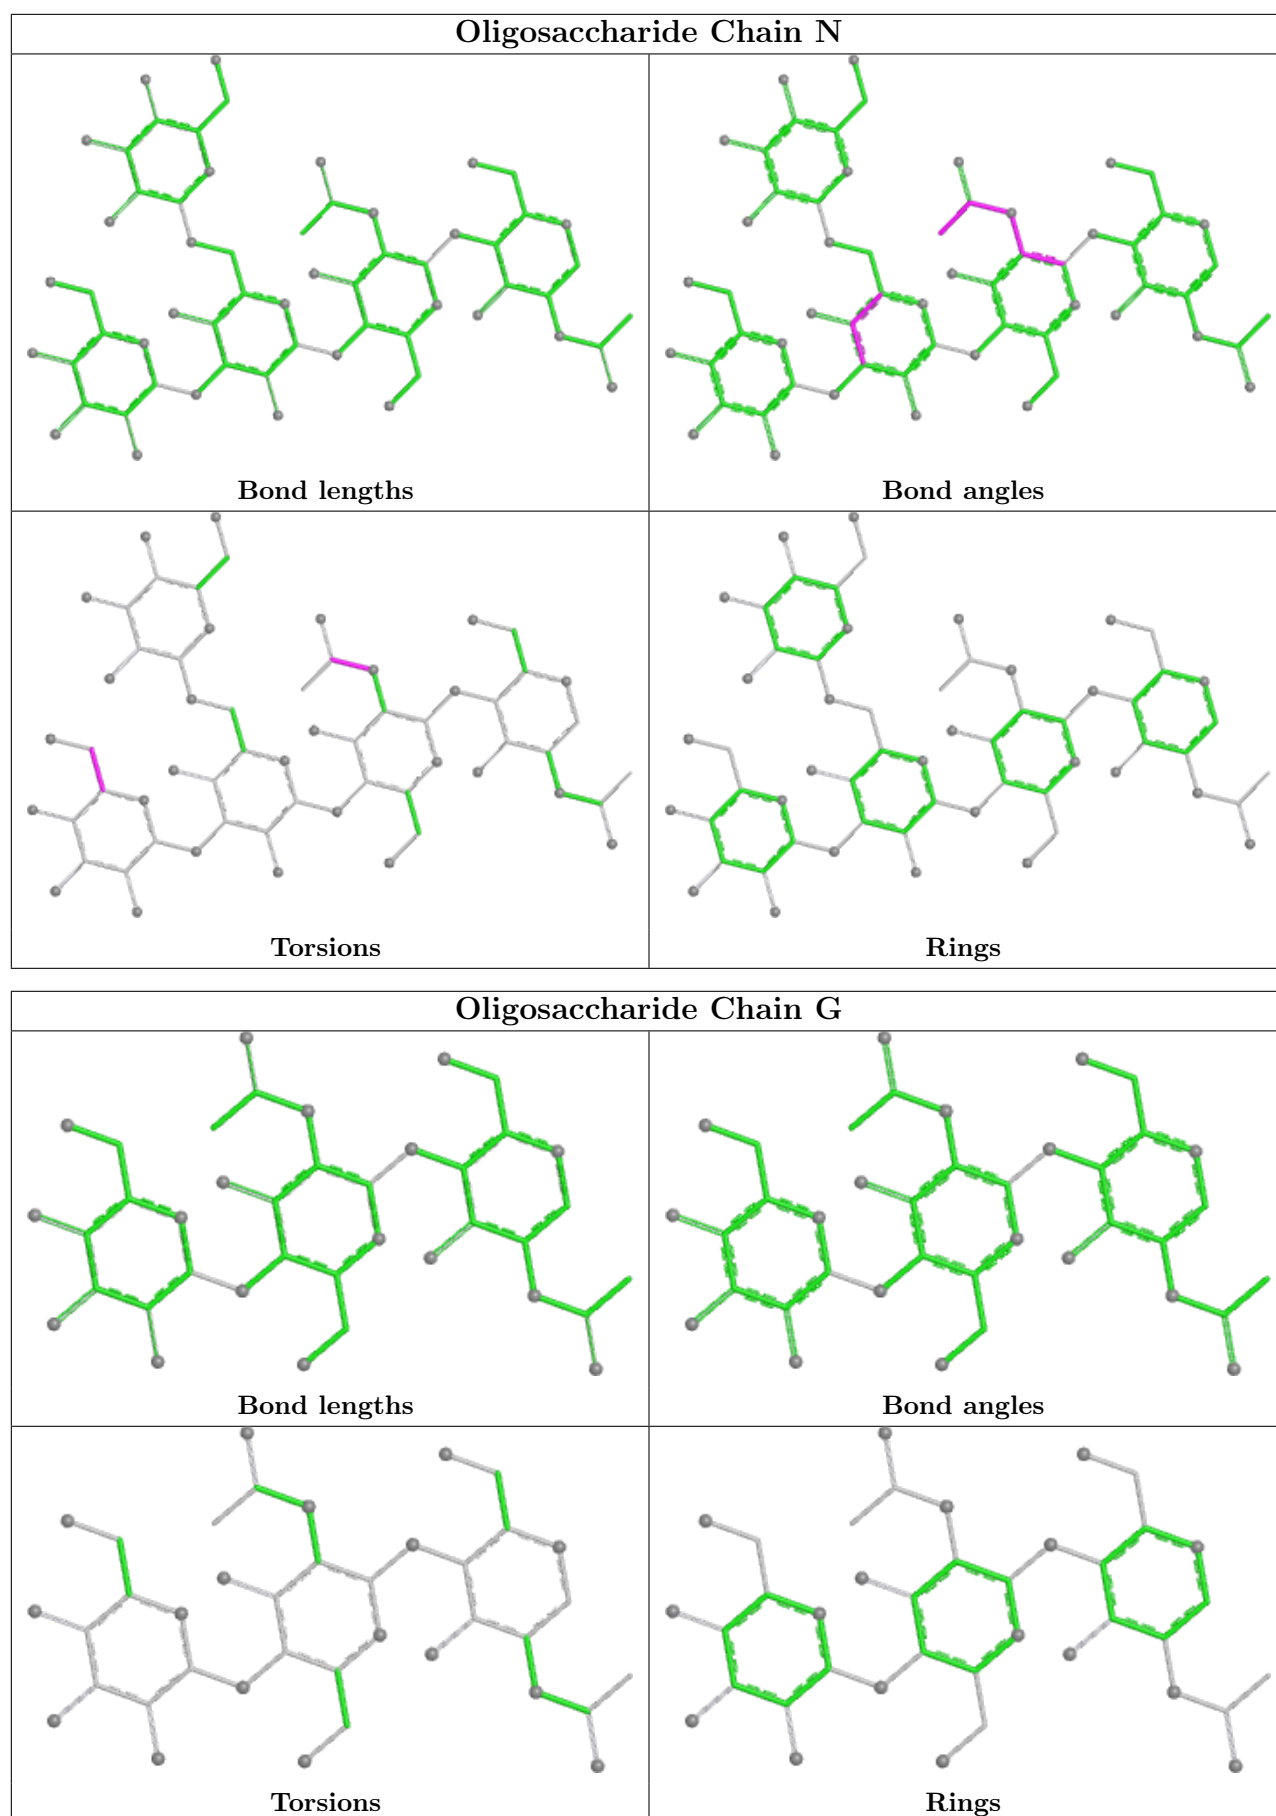 Oligosaccharide Chain N
Bond lengths
Bond angles
Torsions
Rings
Oligosaccharide Chain G
Bond lengths
Bond angles
Torsions
Rings